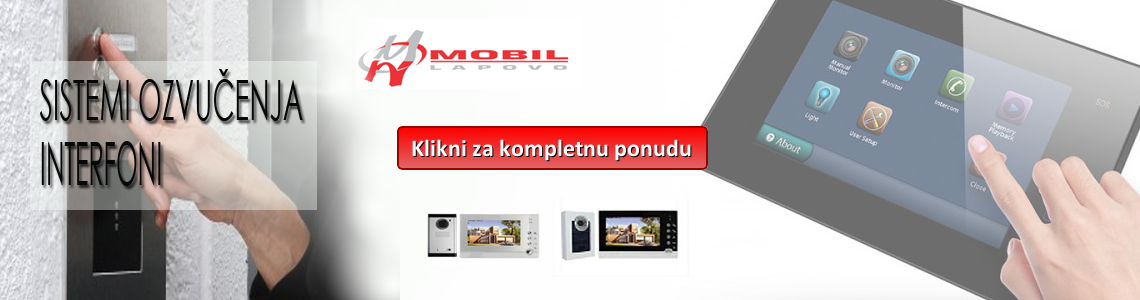 SISTEMI OZVUČENJA
INTERFONI
MOBIL
LAPOVO
Klikni za kompletnu ponudu
Manual
Monitor
Monitor
Intercom
Memory
Playback
Light
User Setup
Close
? About